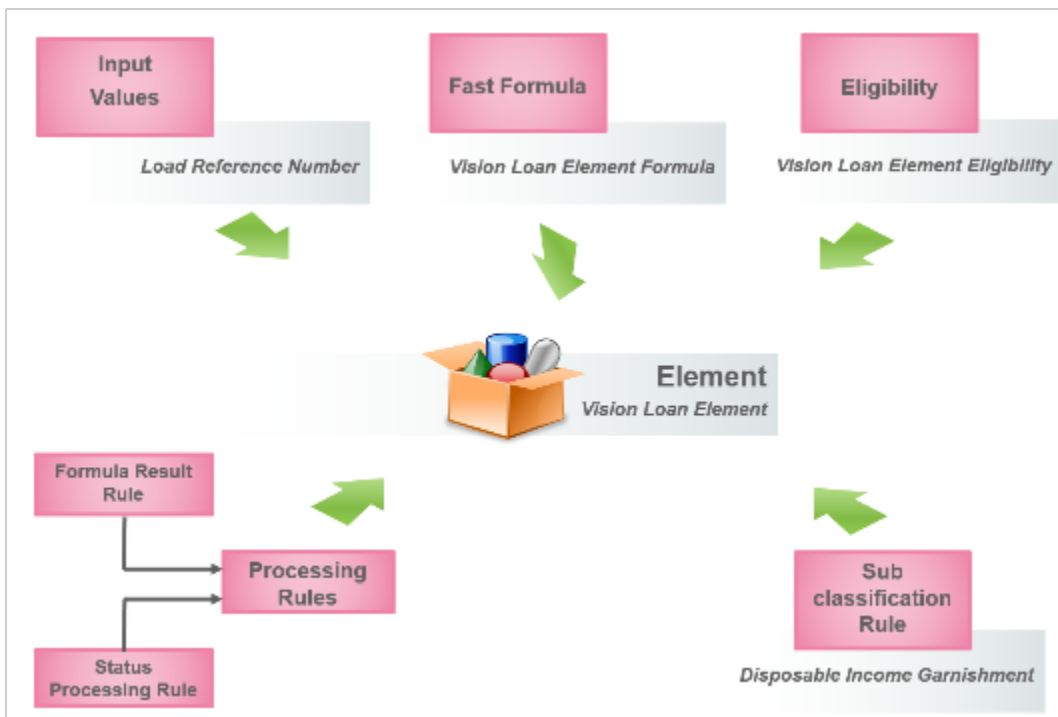 Input
Values
Load Reference Number
Fast Formula
Vision Loan Element Formula
Eligibility
Vision Loan Element Eligibility
Element
Vision Loan Element
Formula Result
Rule
Processing
Rules
Status
Processing Rule
Sub
classification
Rule
Disposable Income Garnishment